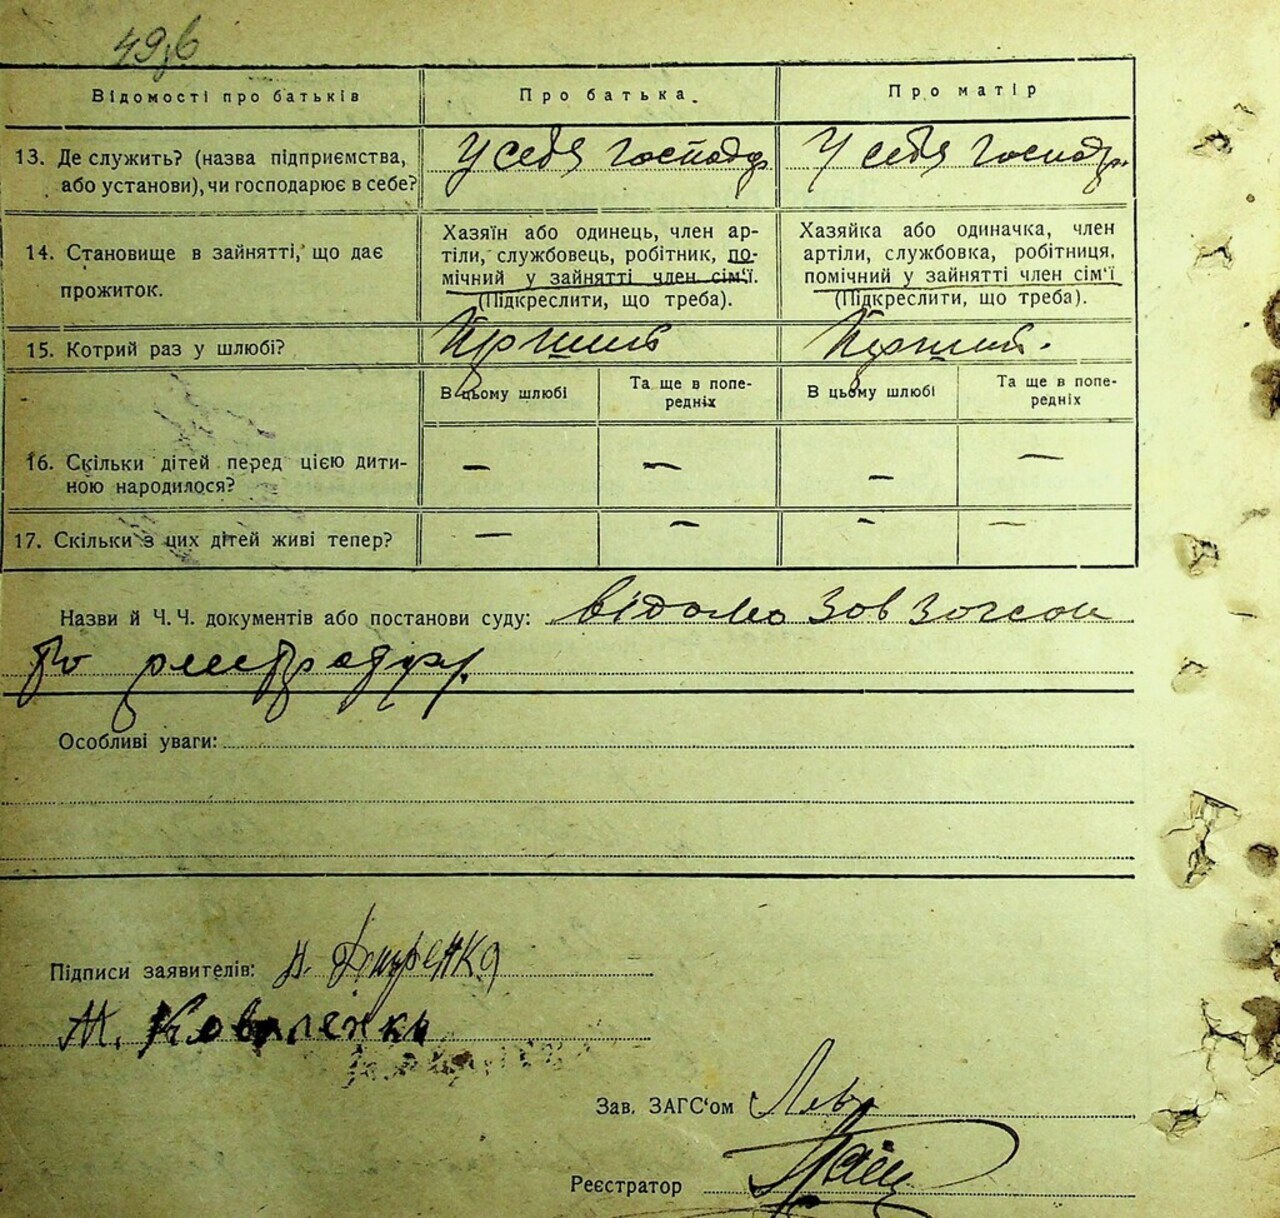 Відомості про батьків
Про батька.
Про матір
13. Де служить? (назва підприємства,
або установи), чи господарює в себе?
У себя господ
У себя господ.
14. Становище в зайнятті, що дає
прожиток.
Хазяїн або одинець, член ар-
тіли, службовець, робітник, по-
мічний у зайнятті член сім'ї.
(Підкреслити, що треба).
Хазяйка або одиначка, член
артіли, службовка, робітниця,
помічний у зайнятті член сім'ї
(Підкреслити, що треба).
15. Котрий раз у шлюбі?
Перший
Перший.
В цьому шлюбі
Та ще в попе-
редніх
В цьому шлюбі
Та ще в попе-
редніх
16. Скільки дітей перед цією дити-
ною народилося?
— — — —
17. Скільки з цих дітей живі тепер?
— — — —
Назви й Ч. Ч. документів або постанови суду:
Особливі уваги:
Підписи заявителів:
М. Коваленко
Зав. ЗАГС'ом
Реєстратор